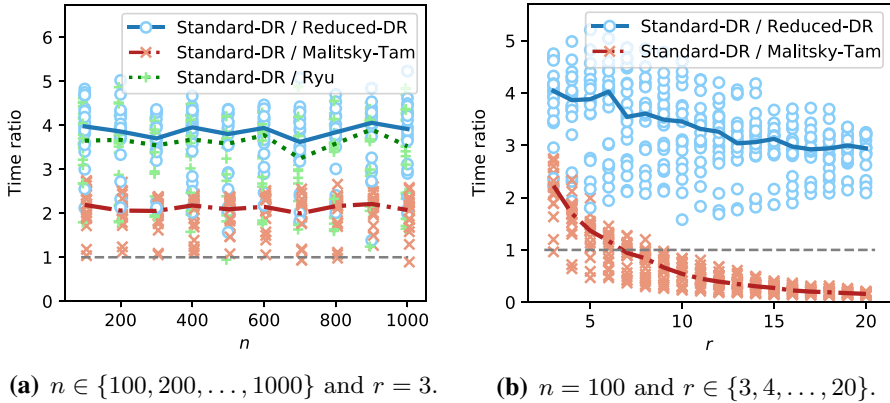 Standard-DR / Reduced-DR
Standard-DR / Malitsky-Tam
Standard-DR / Ryu
Time ratio
6
5
4
3
2
1
0
200 400 600 800 1000
n
(a) n ∈ {100, 200, . . . , 1000} and r = 3.
Standard-DR / Reduced-DR
Standard-DR / Malitsky-Tam
Time ratio
5
4
3
2
1
0
5 10 15 20
r
(b) n = 100 and r ∈ {3, 4, . . . , 20}.